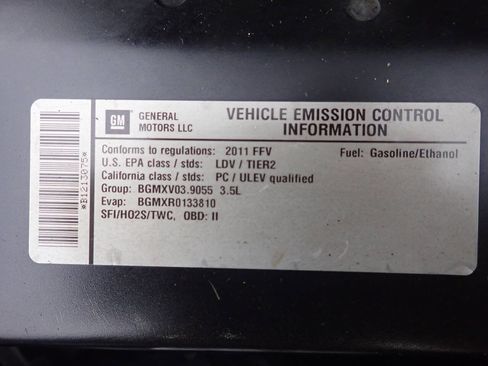 GM
GENERAL
MOTORS LLC
VEHICLE EMISSION CONTROL
INFORMATION
Conforms to regulations: 2011 FFV Fuel: Gasoline/Ethanol
U.S. EPA class / stds: LDV / TIER2
California class / stds: PC / ULEV qualified
Group: BGMXV03.9055 3.5L
Evap: BGMXR0133810
SFI/HO2S/TWC, OBD: II
*B1213075*